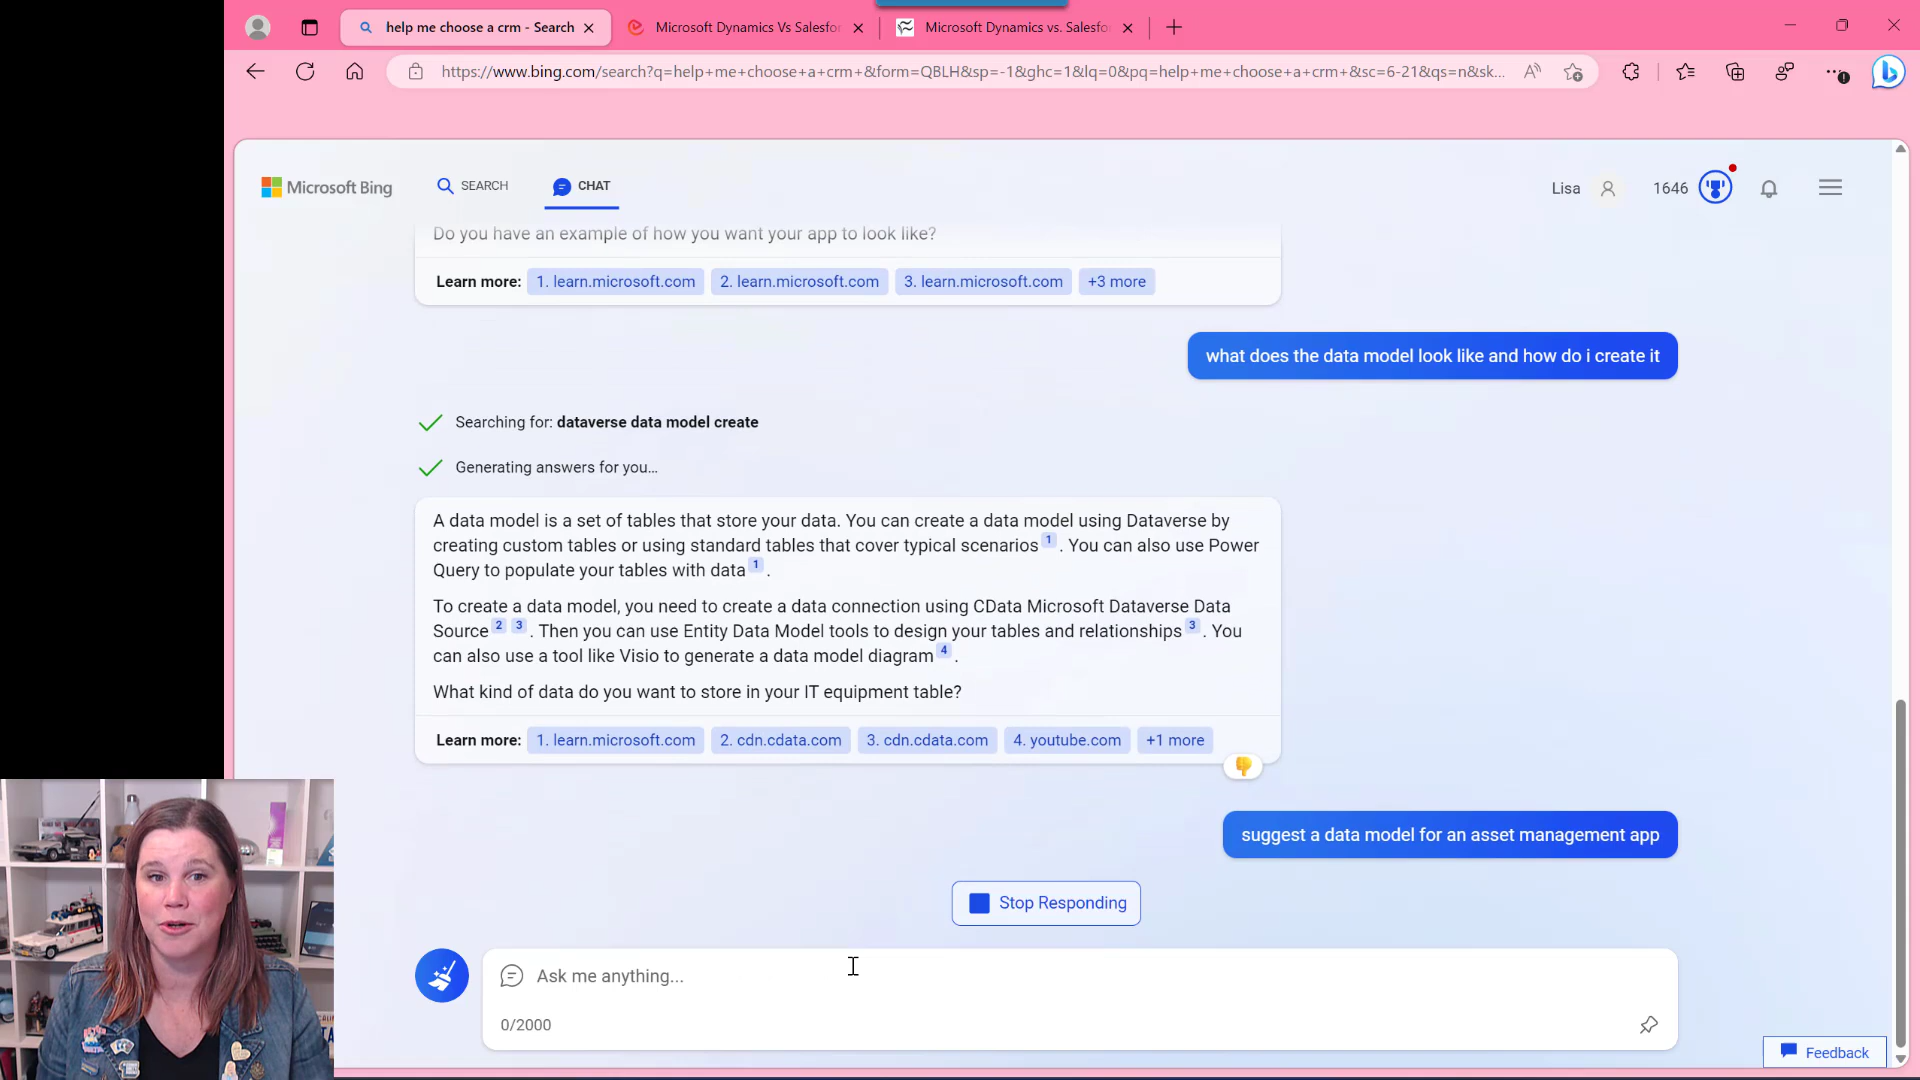 help me choose a crm - Search
Microsoft Dynamics Vs Salesfor
Microsoft Dynamics vs. Salesfo
https://www.bing.com/search?q=help+me+choose+a+crm+&form=QBLH&sp=-1&ghc=1&lq=0&pq=help+me+choose+a+crm+&sc=6-21&qs=n&sk...
Microsoft Bing
SEARCH
CHAT
Lisa
1646
Do you have an example of how you want your app to look like?
Learn more: 1. learn.microsoft.com 2. learn.microsoft.com 3. learn.microsoft.com +3 more
what does the data model look like and how do i create it
Searching for: dataverse data model create
Generating answers for you...
A data model is a set of tables that store your data. You can create a data model using Dataverse by
creating custom tables or using standard tables that cover typical scenarios 1 . You can also use Power
Query to populate your tables with data 1 .
To create a data model, you need to create a data connection using CData Microsoft Dataverse Data
Source 2 3 . Then you can use Entity Data Model tools to design your tables and relationships 3 . You
can also use a tool like Visio to generate a data model diagram 4 .
What kind of data do you want to store in your IT equipment table?
Learn more: 1. learn.microsoft.com 2. cdn.cdata.com 3. cdn.cdata.com 4. youtube.com +1 more
suggest a data model for an asset management app
Stop Responding
Ask me anything...
0/2000
Feedback